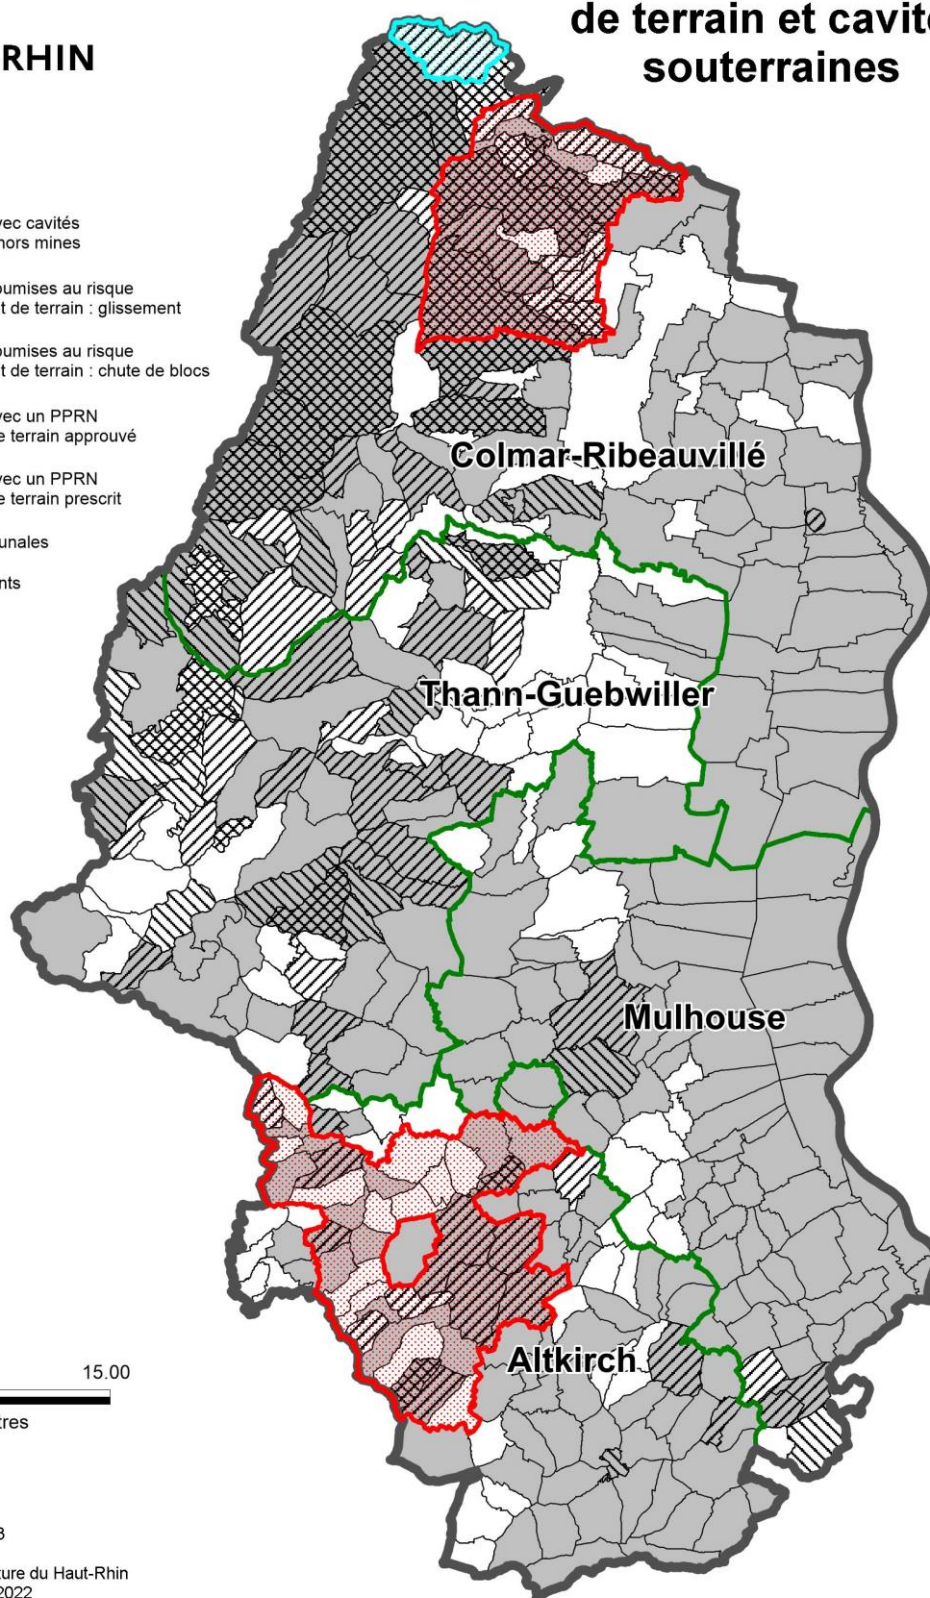 de terrain et cavité
souterraines
RHIN
vec cavités
hors mines
oumises au risque
t de terrain : glissement
oumises au risque
t de terrain : chute de blocs
vec un PPRN
e terrain approuvé
vec un PPRN
e terrain prescrit
unales
nts
Colmar-Ribeauvillé
Thann-Guebwiller
Mulhouse
Altkirch
15.00
tres
3
ture du Haut-Rhin
2022